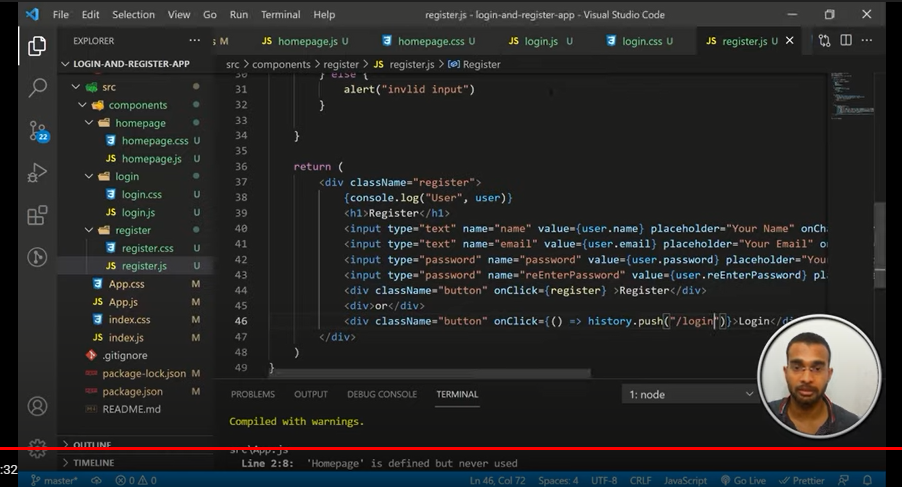 File Edit Selection View Go Run Terminal Help
register.js - login-and-register-app - Visual Studio Code
EXPLORER
s M
JS homepage.js U
homepage.css U
JS login.js U
login.css U
JS register.js U
LOGIN-AND-REGISTER-APP
src > components > register > JS register.js > Register
src
components
homepage
homepage.css U
JS homepage.js U
login
login.css U
JS login.js U
register
register.css U
JS register.js U
App.css M
JS App.js M
index.css M
JS index.js M
.gitignore
package-lock.json M
package.json M
README.md
OUTLINE
TIMELINE
22
30 } else {
31 alert("invlid input")
32 }
33
34 }
35
36 return (
37 <div className="register">
38 {console.log("User", user)}
39 <h1>Register</h1>
40 <input type="text" name="name" value={user.name} placeholder="Your Name" onCha
41 <input type="text" name="email" value={user.email} placeholder="Your Email" on
42 <input type="password" name="password" value={user.password} placeholder="Your
43 <input type="password" name="reEnterPassword" value={user.reEnterPassword} pla
44 <div className="button" onClick={register} >Register</div>
45 <div>or</div>
46 <div className="button" onClick={() => history.push("/login")}>Login</di
47 </div>
48 )
49 }
PROBLEMS OUTPUT DEBUG CONSOLE TERMINAL
1: node
Compiled with warnings.
src\App.js
Line 2:8: 'Homepage' is defined but never used
:32
master* 0 0
Ln 46, Col 72 Spaces: 4 UTF-8 CRLF JavaScript Go Live Prettier